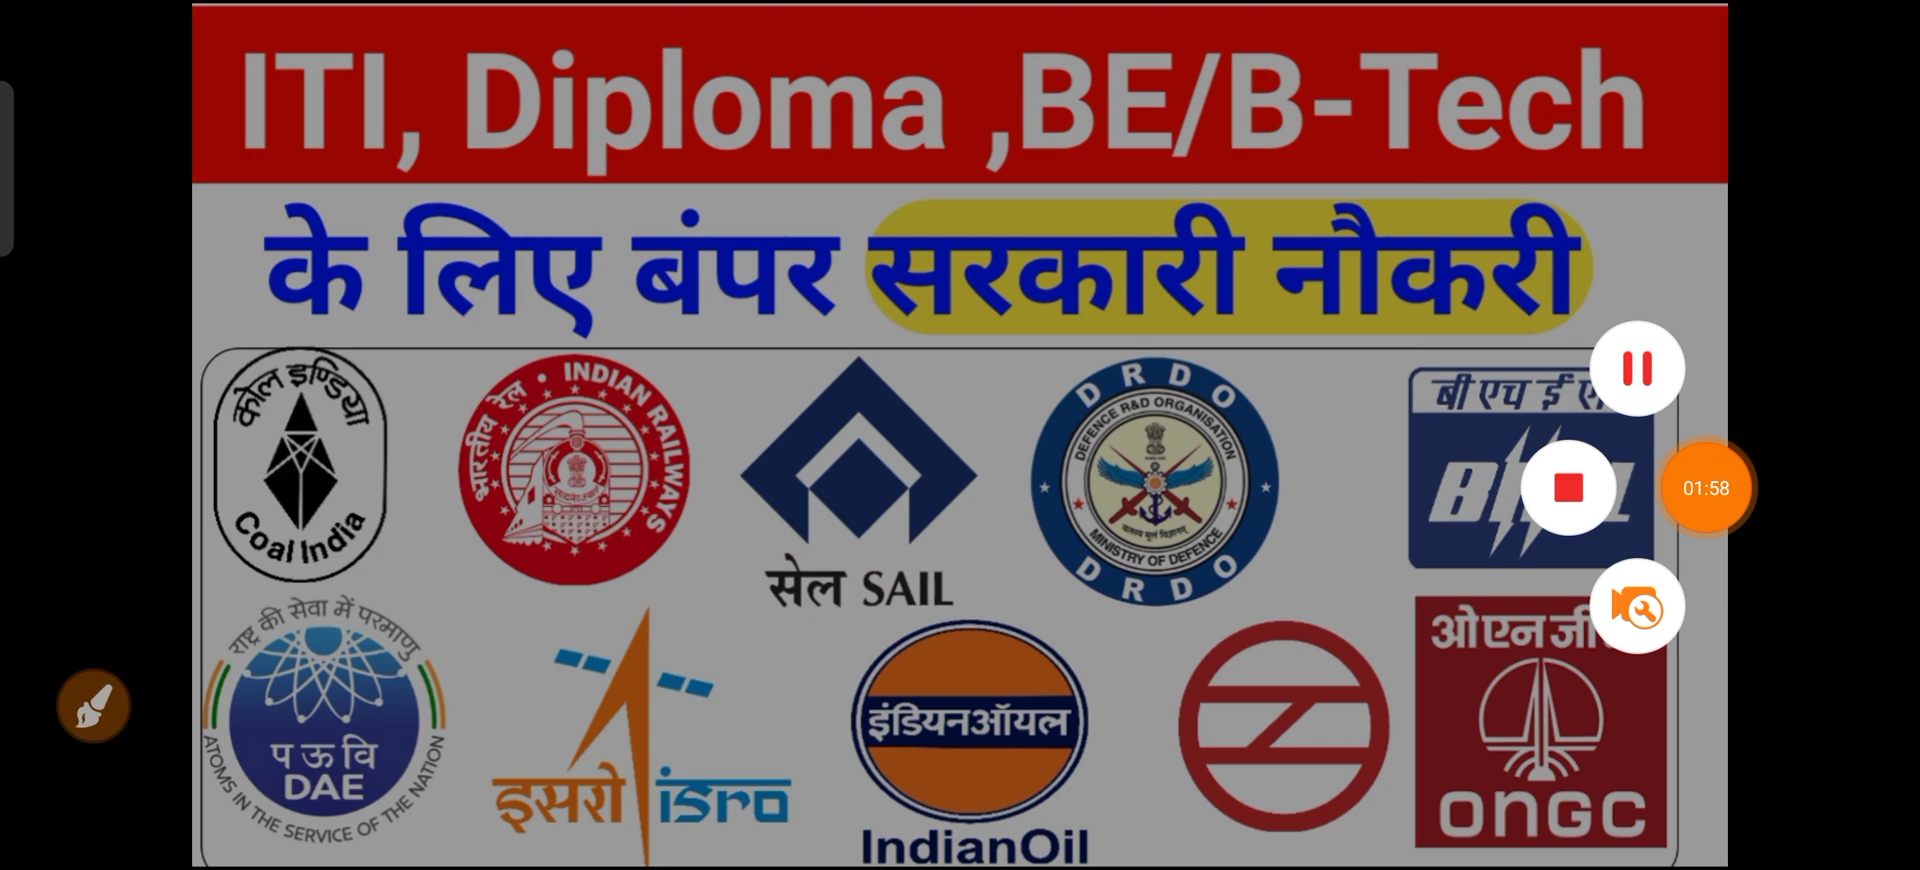 ITI, Diploma ,BE/B-Tech
के लिए बंपर सरकारी नौकरी
कोल इण्डिया
Coal India
भारतीय रेल • INDIAN RAILWAYS
सेल SAIL
DRDO
DEFENCE R&D ORGANISATION
MINISTRY OF DEFENCE
DRDO
बी एच ई
01:58
राष्ट्र की सेवा में परमाणु
प ऊ वि
DAE
ATOMS IN THE SERVICE OF THE NATION
इसरो isro
इंडियनऑयल
IndianOil
ओएनजी
ONGC